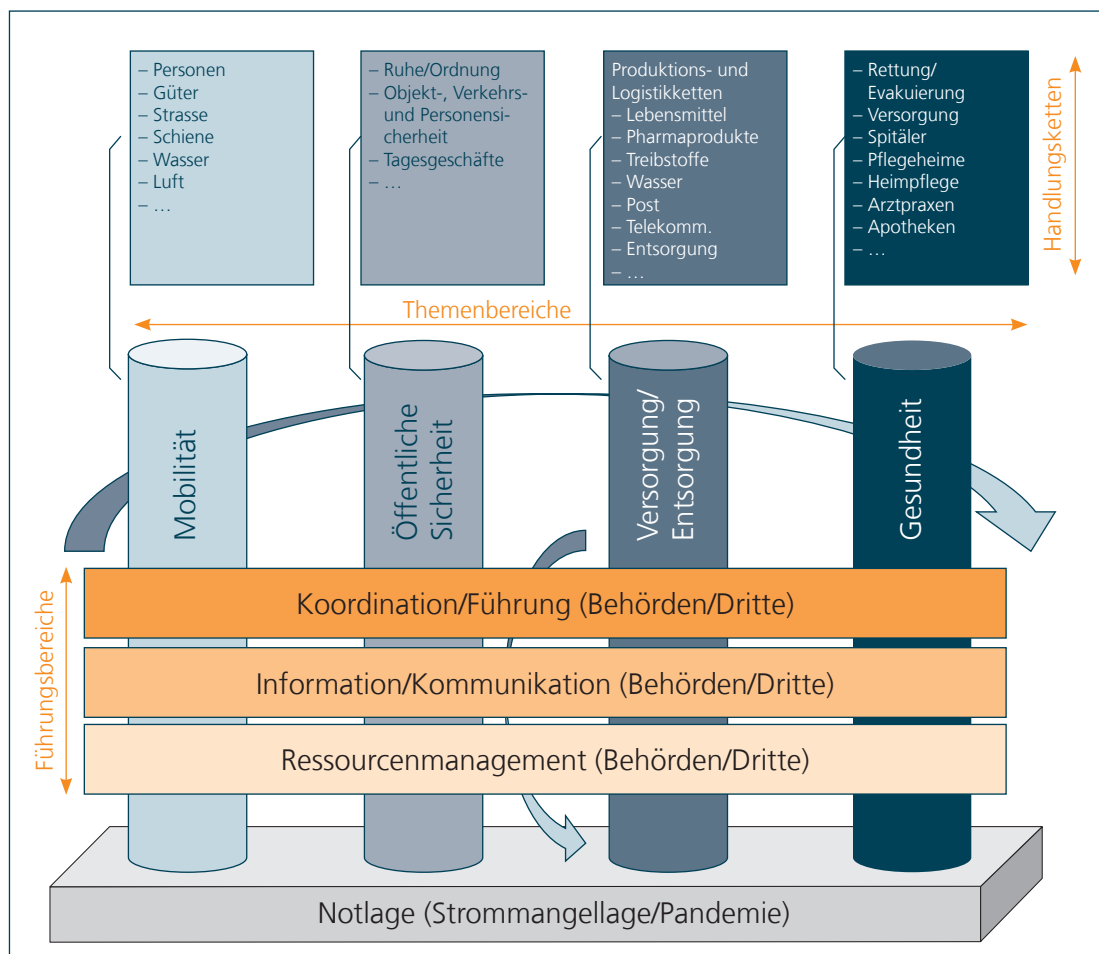 – Personen
– Güter
– Strasse
– Schiene
– Wasser
– Luft
– …
– Ruhe/Ordnung
– Objekt-, Verkehrs-
und Personensi-
cherheit
– Tagesgeschäfte
– …
Produktions- und
Logistikketten
– Lebensmittel
– Pharmaprodukte
– Treibstoffe
– Wasser
– Post
– Telekomm.
– Entsorgung
– …
– Rettung/
Evakuierung
– Versorgung
– Spitäler
– Pflegeheime
– Heimpflege
– Arztpraxen
– Apotheken
– …
Handlungsketten
Themenbereiche
Mobilität
Öffentliche
Sicherheit
Versorgung/
Entsorgung
Gesundheit
Führungsbereiche
Koordination/Führung (Behörden/Dritte)
Information/Kommunikation (Behörden/Dritte)
Ressourcenmanagement (Behörden/Dritte)
Notlage (Strommangellage/Pandemie)